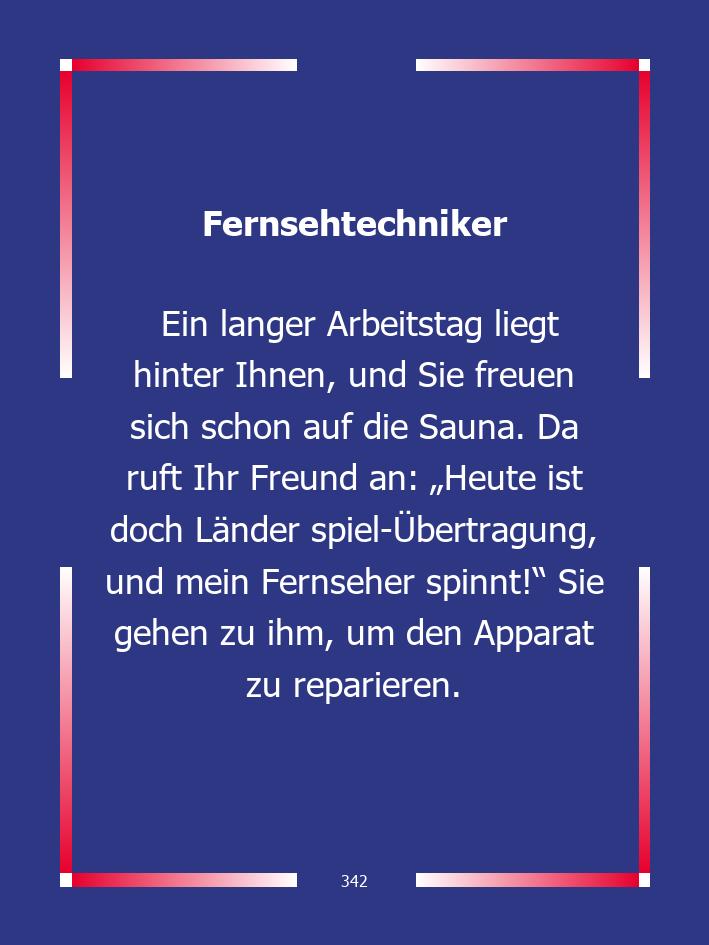 Fernsehtechniker
Ein langer Arbeitstag liegt
hinter Ihnen, und Sie freuen
sich schon auf die Sauna. Da
ruft Ihr Freund an: „Heute ist
doch Länder spiel-Übertragung,
und mein Fernseher spinnt!“ Sie
gehen zu ihm, um den Apparat
zu reparieren.
342